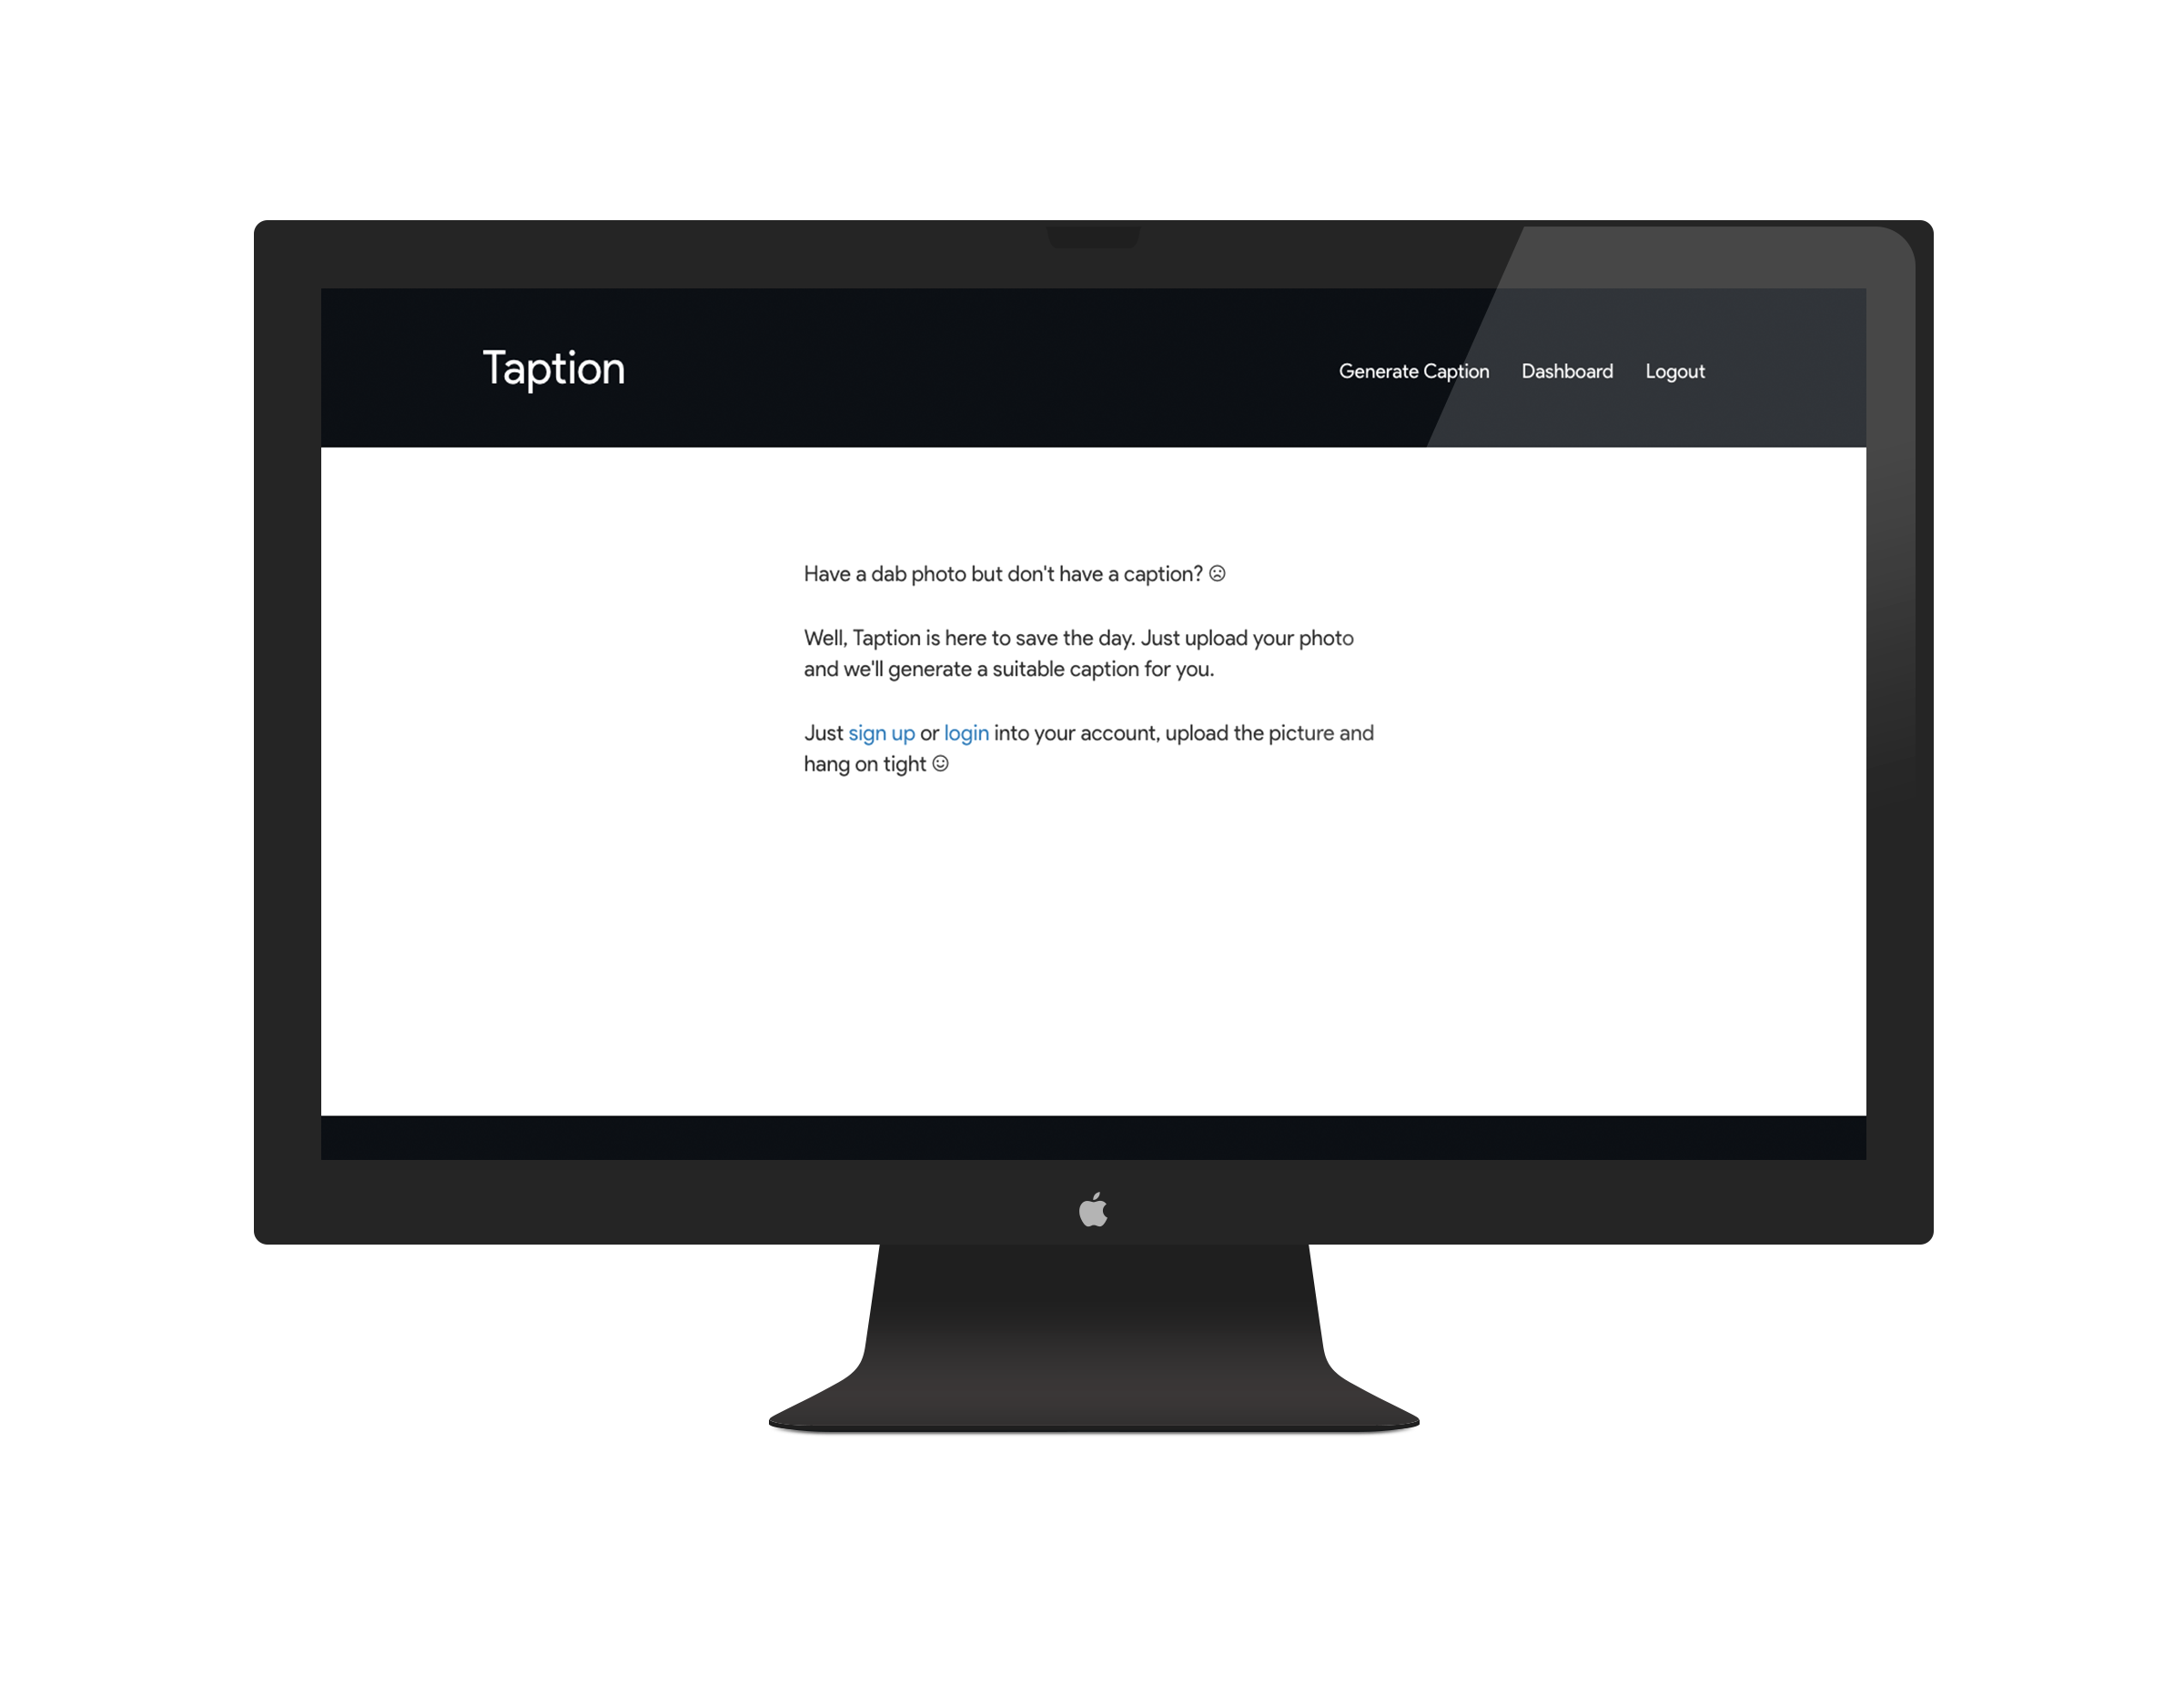 Taption
Generate Caption Dashboard Logout
Have a dab photo but don't have a caption? ☹
Well, Taption is here to save the day. Just upload your photo
and we'll generate a suitable caption for you.
Just sign up or login into your account, upload the picture and
hang on tight ☺